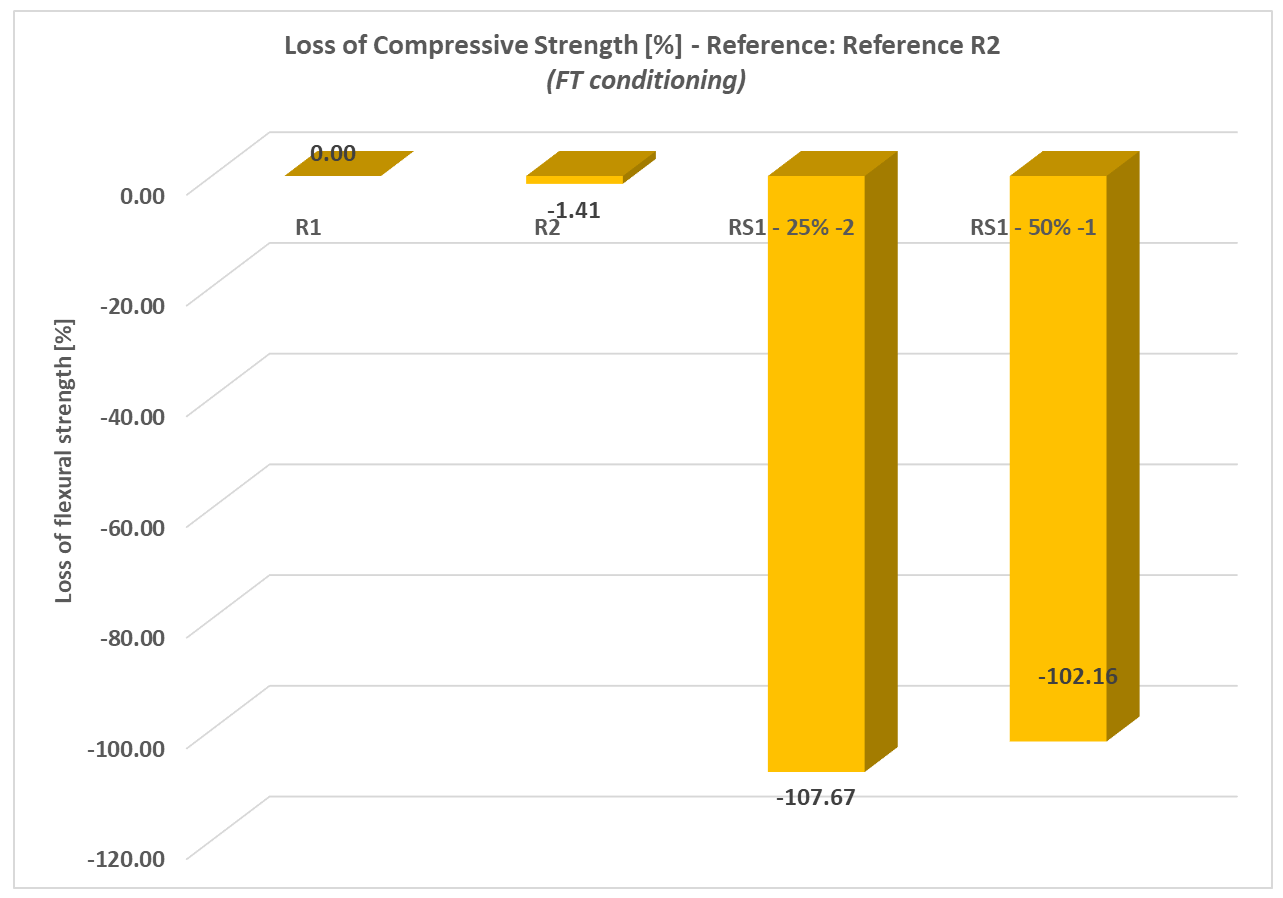 Loss of Compressive Strength [%] - Reference: Reference R2
(FT conditioning)
0.00
0.00
-1.41
R1
R2
RS1 - 25% -2
RS1 - 50% -1
-20.00
-40.00
Loss of flexural strength [%]
-60.00
-80.00
-102.16
-100.00
-107.67
-120.00